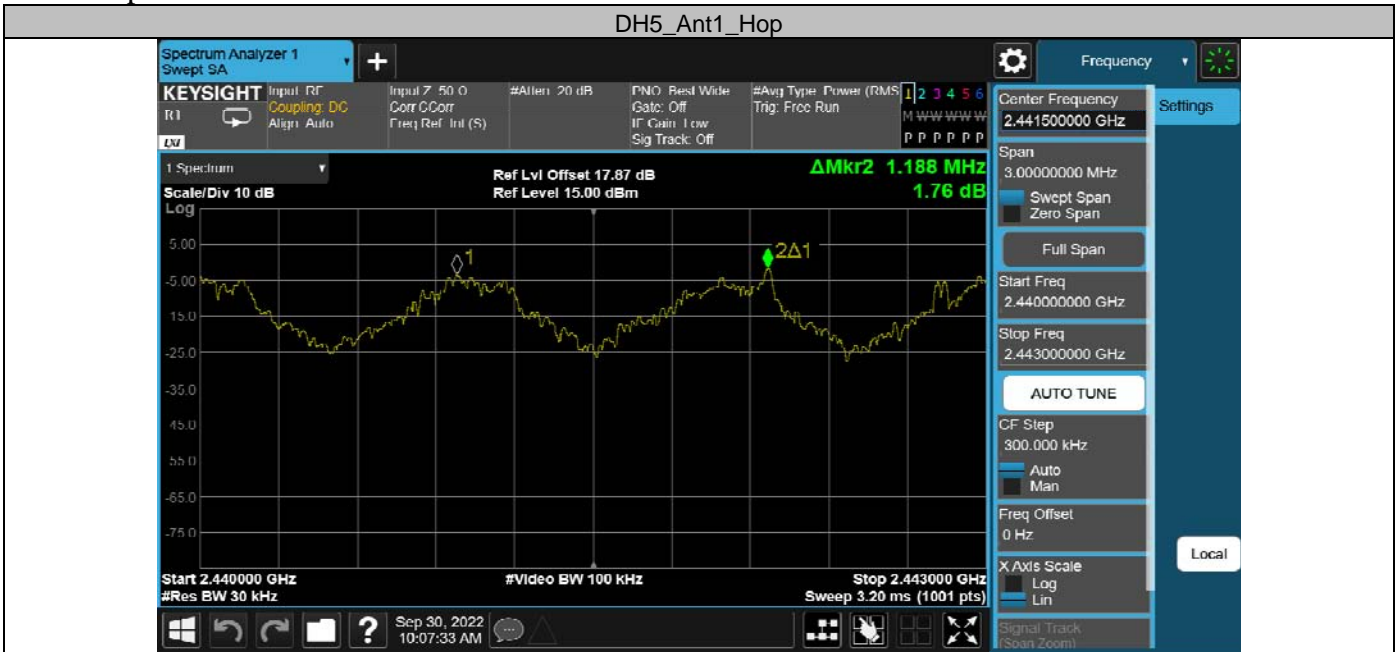 DH5_Ant1_Hop
Spectrum Analyzer 1
Swept SA
+
Frequency
KEYSIGHT
R1
LXI
Input: RF
Coupling: DC
Align: Auto
Input Z: 50 Ω
Corr CCorr
Freq Ref: Int (S)
#Atten: 20 dB
PNO: Best Wide
Gate: Off
IF Gain: Low
Sig Track: Off
#Avg Type: Power (RMS
Trig: Free Run
1 2 3 4 5 6
M W W W W W
P P P P P P
Center Frequency
2.441500000 GHz
Settings
1 Spectrum
Scale/Div 10 dB
Log
Ref Lvl Offset 17.87 dB
Ref Level 15.00 dBm
ΔMkr2 1.188 MHz
1.76 dB
Span
3.00000000 MHz
Swept Span
Zero Span
Full Span
Start Freq
2.440000000 GHz
Stop Freq
2.443000000 GHz
AUTO TUNE
CF Step
300.000 kHz
Auto
Man
Freq Offset
0 Hz
X Axis Scale
Log
Lin
Signal Track
(Span Zoom)
Local
5.00
-5.00
-15.0
-25.0
-35.0
-45.0
-55.0
-65.0
-75.0
1
2Δ1
Start 2.440000 GHz
#Res BW 30 kHz
#Video BW 100 kHz
Stop 2.443000 GHz
Sweep 3.20 ms (1001 pts)
?
Sep 30, 2022
10:07:33 AM